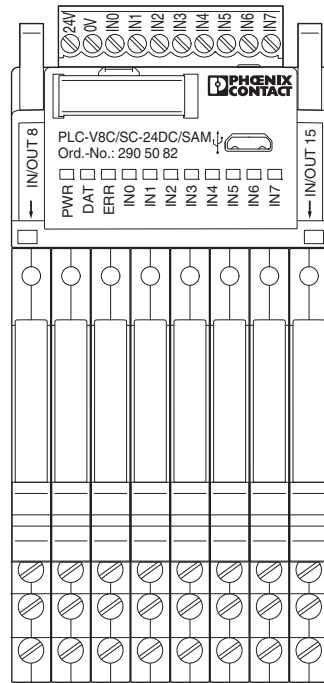 24V 0V IN0 IN1 IN2 IN3 IN4 IN5 IN6 IN7
PHŒNIX
CONTACT
PLC-V8C/SC-24DC/SAM
Ord.-No.: 290 50 82
IN/OUT 8
IN/OUT 15
PWR DAT ERR IN0 IN1 IN2 IN3 IN4 IN5 IN6 IN7